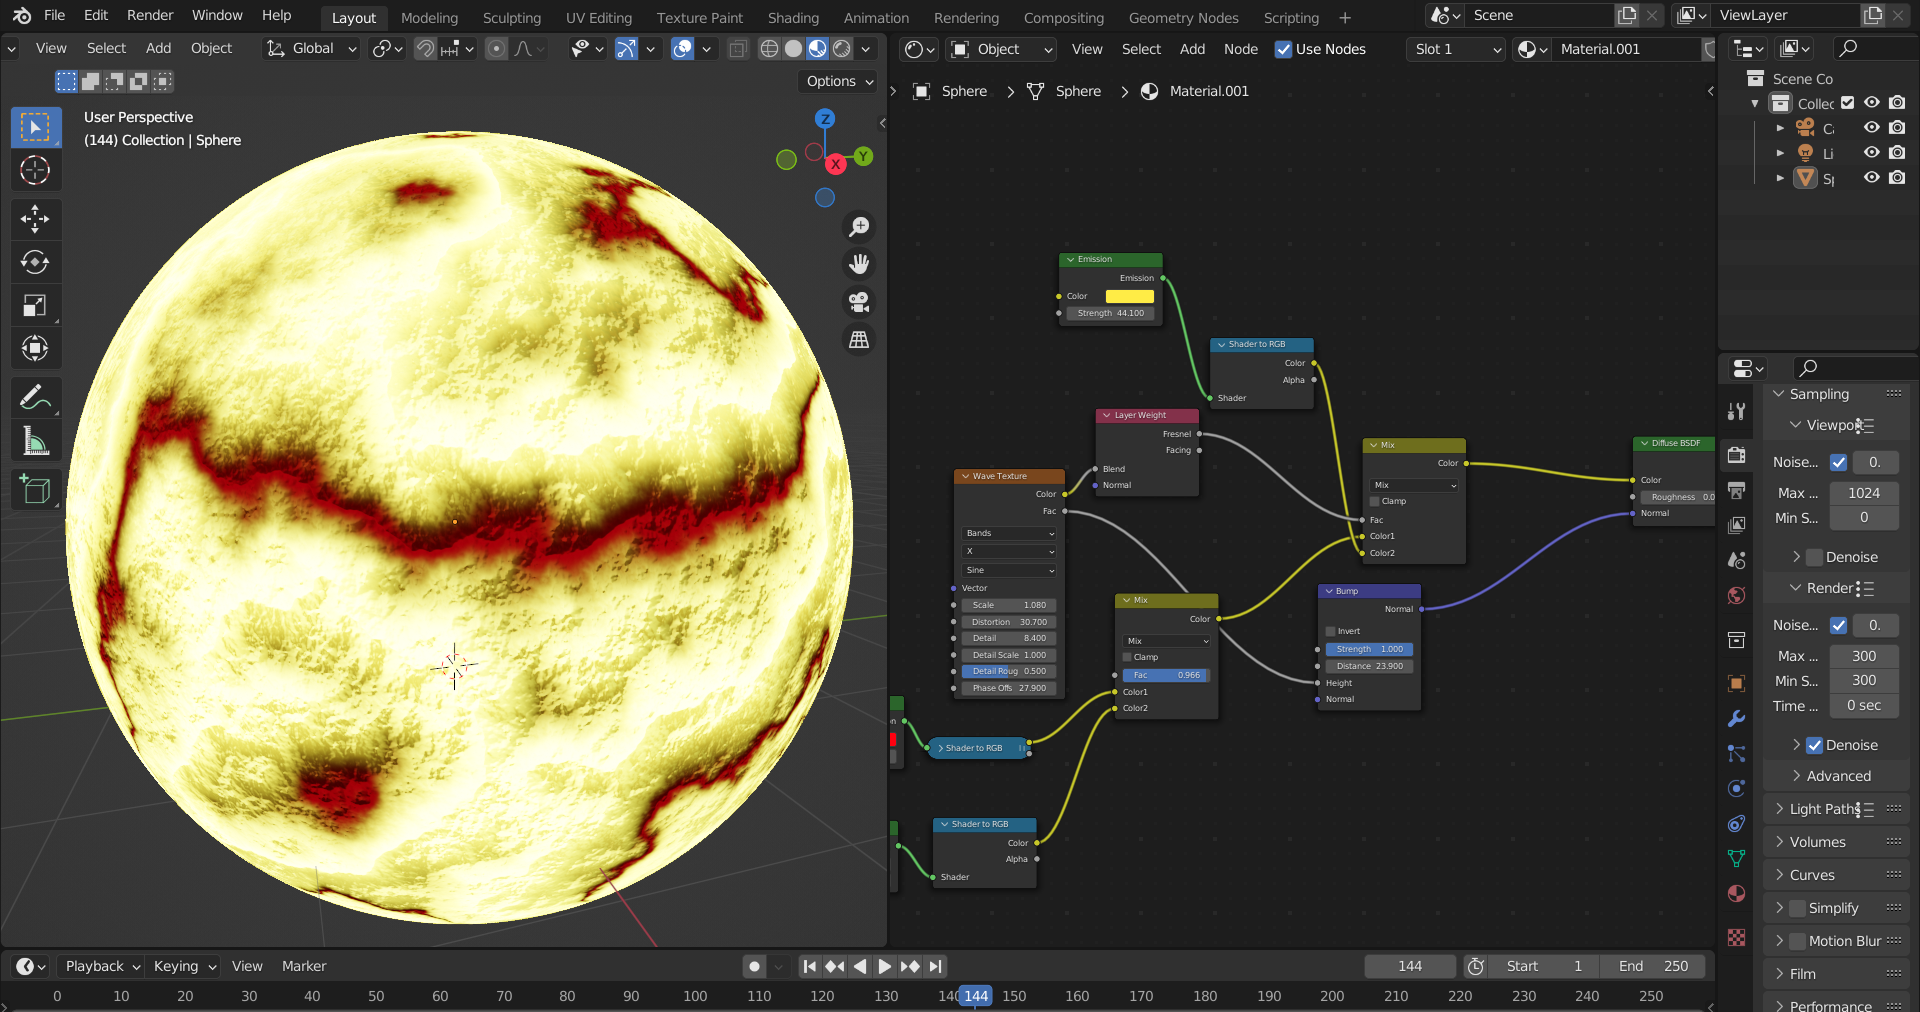 File Edit Render Window Help Layout Modeling Sculpting UV Editing Texture Paint Shading Animation Rendering Compositing Geometry Nodes Scripting + Scene ViewLayer
View Select Add Object Global
Object View Select Add Node Use Nodes Slot 1 Material.001
Options
Sphere > Sphere > Material.001
User Perspective
(144) Collection | Sphere
Z
Y
X
Scene Co
Collec
C
Li
Sp
Emission
Emission
Color
Strength 44.100
Shader to RGB
Color
Alpha
Shader
Layer Weight
Fresnel
Facing
Blend
Normal
Wave Texture
Color
Fac
Bands
X
Sine
Vector
Scale 1.080
Distortion 30.700
Detail 8.400
Detail Scale 1.000
Detail Roug 0.500
Phase Offs 27.900
Mix
Color
Mix
Clamp
Fac
Color1
Color2
Diffuse BSDF
Color
Roughness 0.0
Normal
Mix
Color
Mix
Clamp
Fac 0.966
Color1
Color2
Bump
Normal
Invert
Strength 1.000
Distance 23.900
Height
Normal
n
Shader to RGB
Shader to RGB
Color
Alpha
Shader
Sampling
Viewport
Noise... 0.
Max ... 1024
Min S... 0
Denoise
Render
Noise... 0.
Max ... 300
Min S... 300
Time ... 0 sec
Denoise
Advanced
Light Paths
Volumes
Curves
Simplify
Motion Blur
Film
Performance
Playback Keying View Marker 144 Start 1 End 250
0 10 20 30 40 50 60 70 80 90 100 110 120 130 140 144 150 160 170 180 190 200 210 220 230 240 250